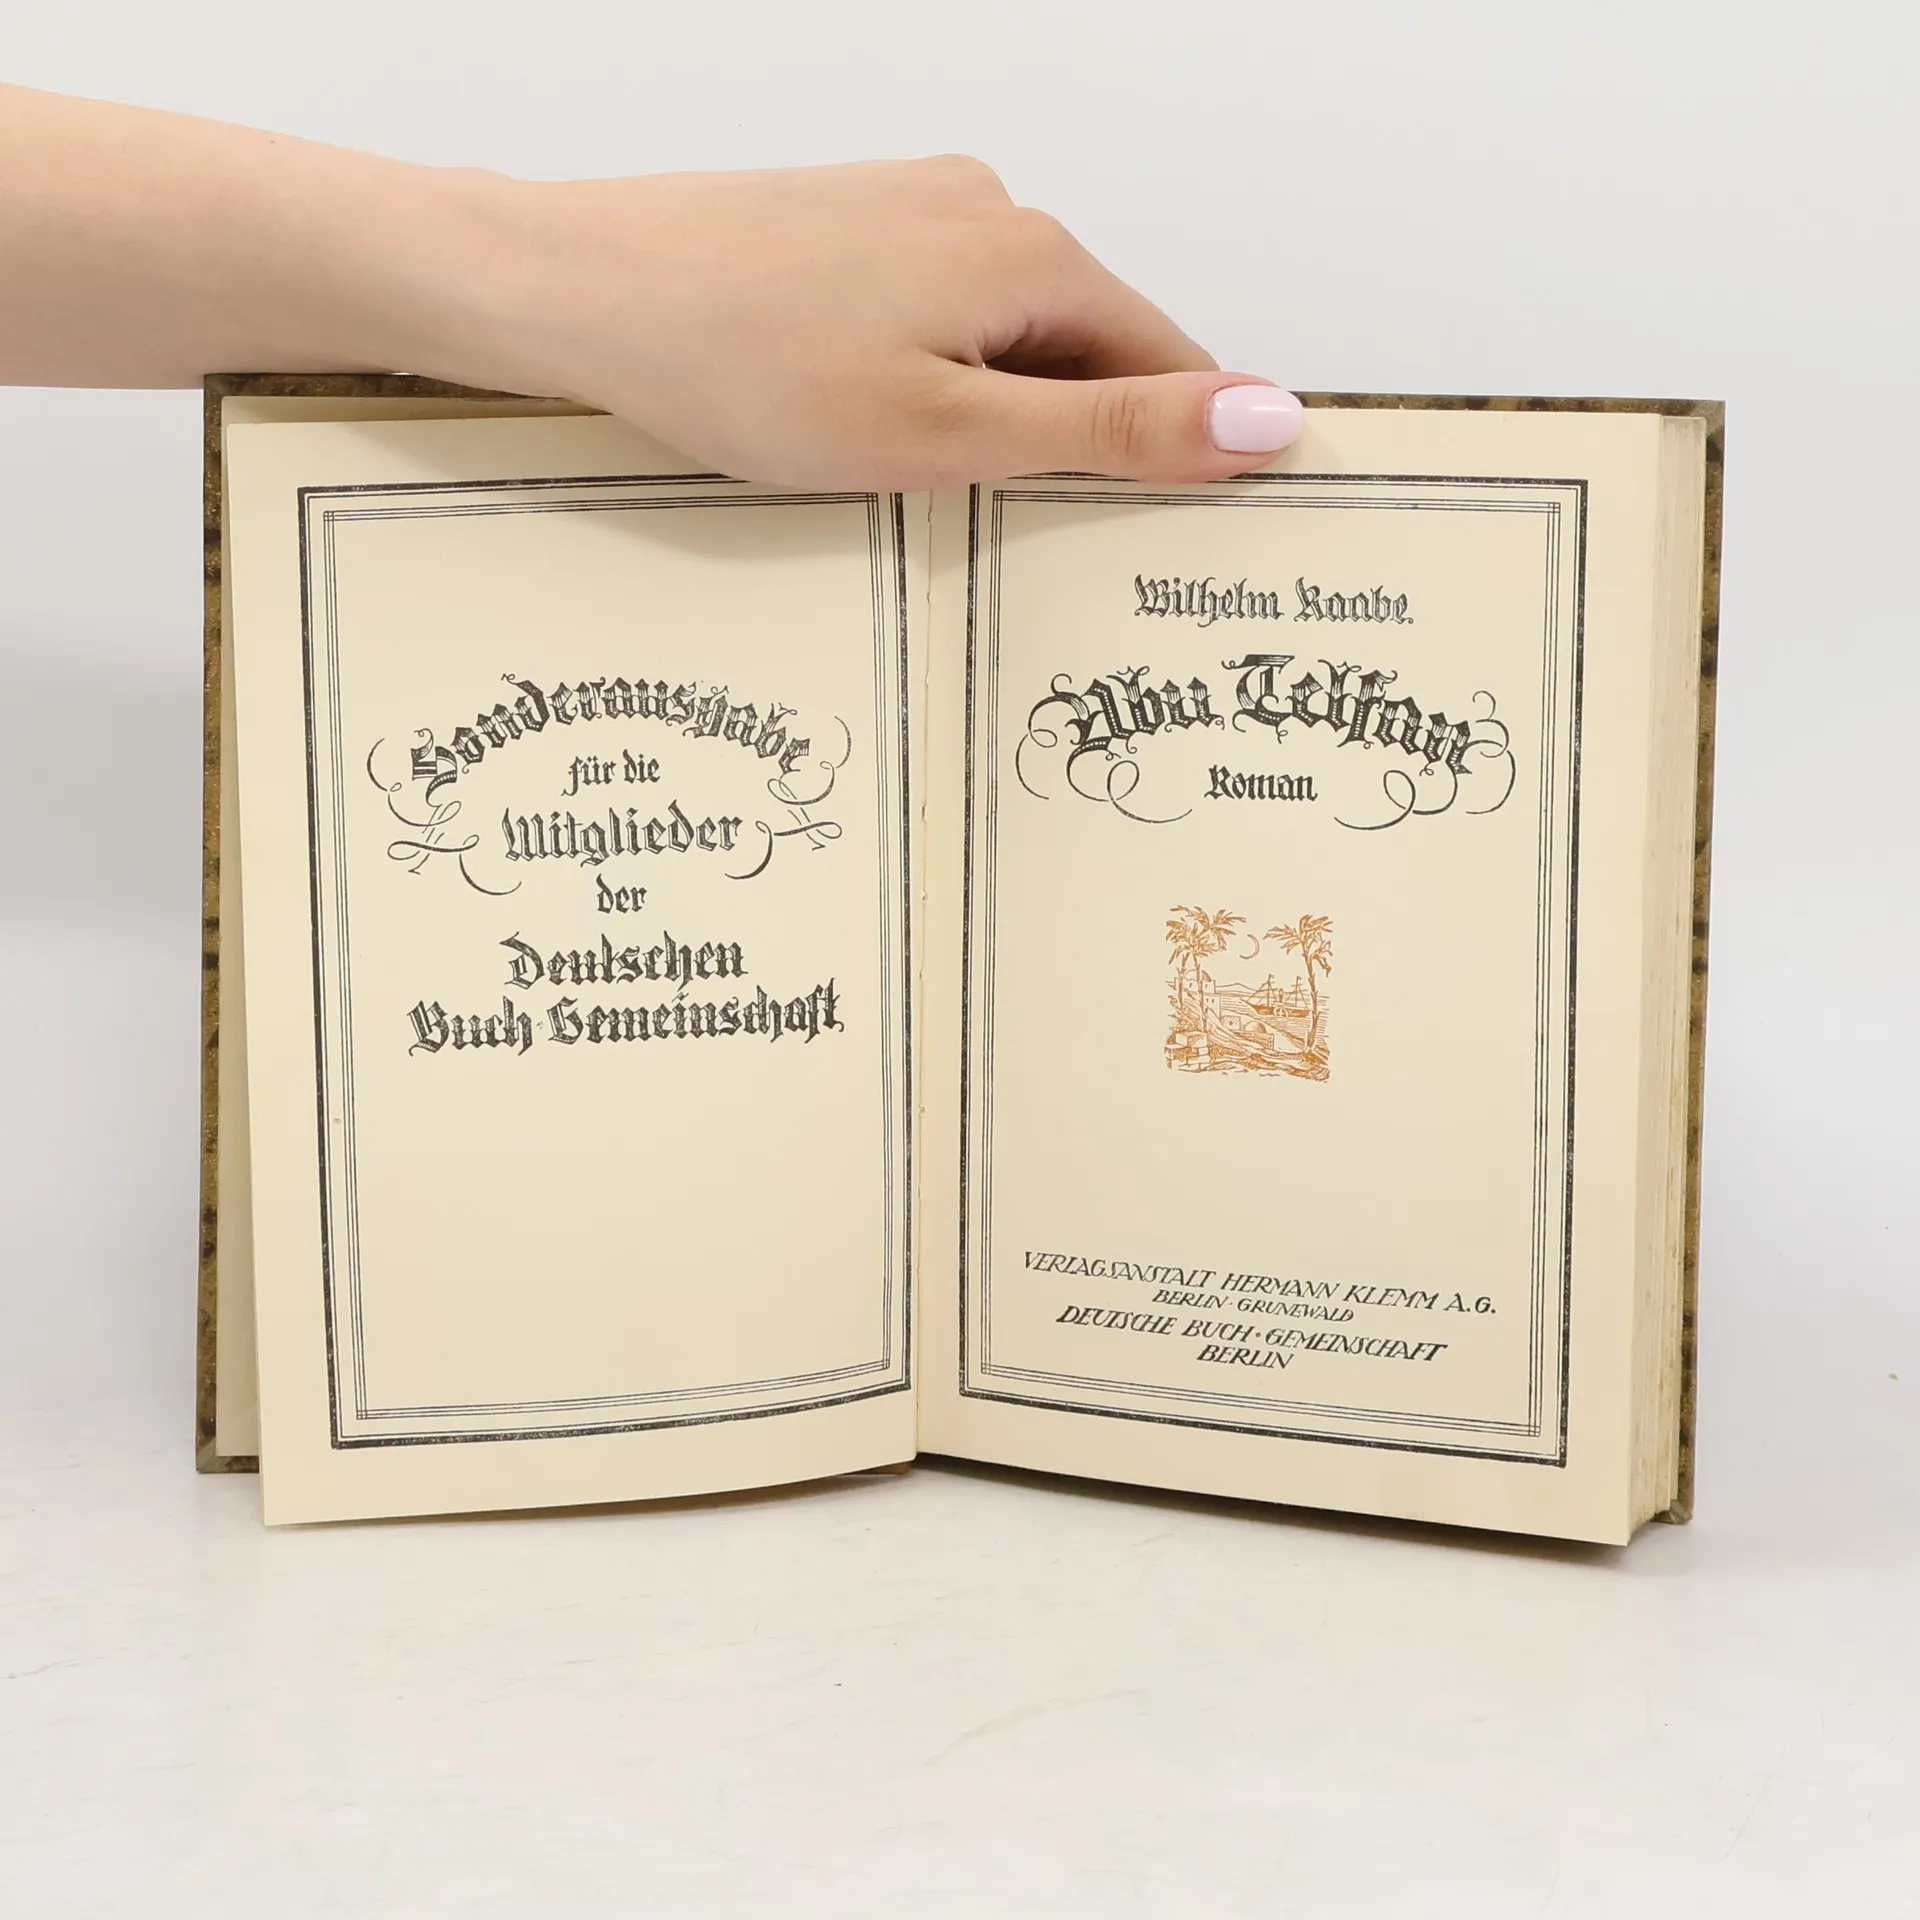 Sonderausgabe
für die
Mitglieder
der
Deutschen
Buch-Gemeinschaft
Wilhelm Raabe
Abu Telfan
Roman
VERLAGSANSTALT HERMANN KLEMM A.G.
BERLIN-GRUNEWALD
DEUTSCHE BUCH-GEMEINSCHAFT
BERLIN